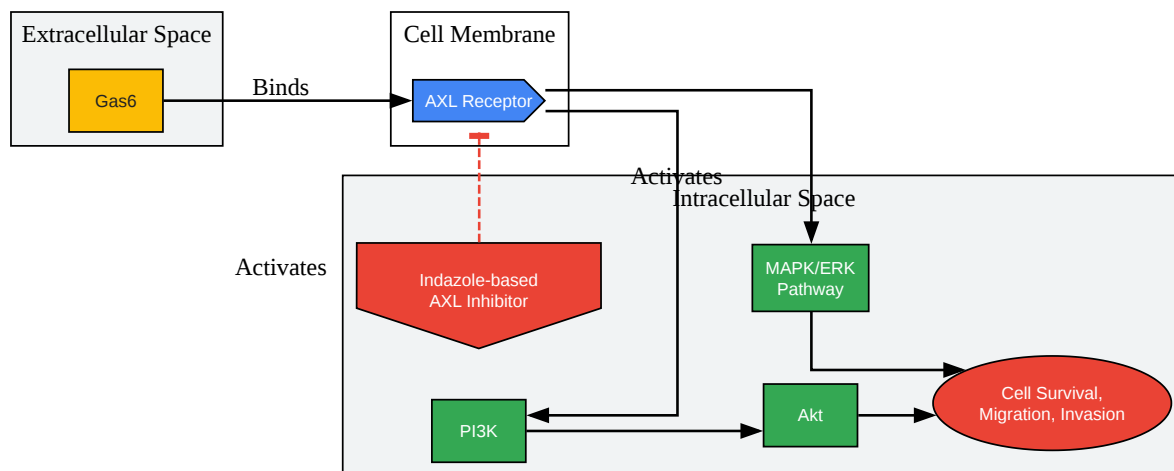 Extracellular Space
Cell Membrane
Gas6
Binds
AXL Receptor
Activates
Intracellular Space
Activates
Indazole-based
AXL Inhibitor
MAPK/ERK
Pathway
PI3K
Akt
Cell Survival,
Migration, Invasion